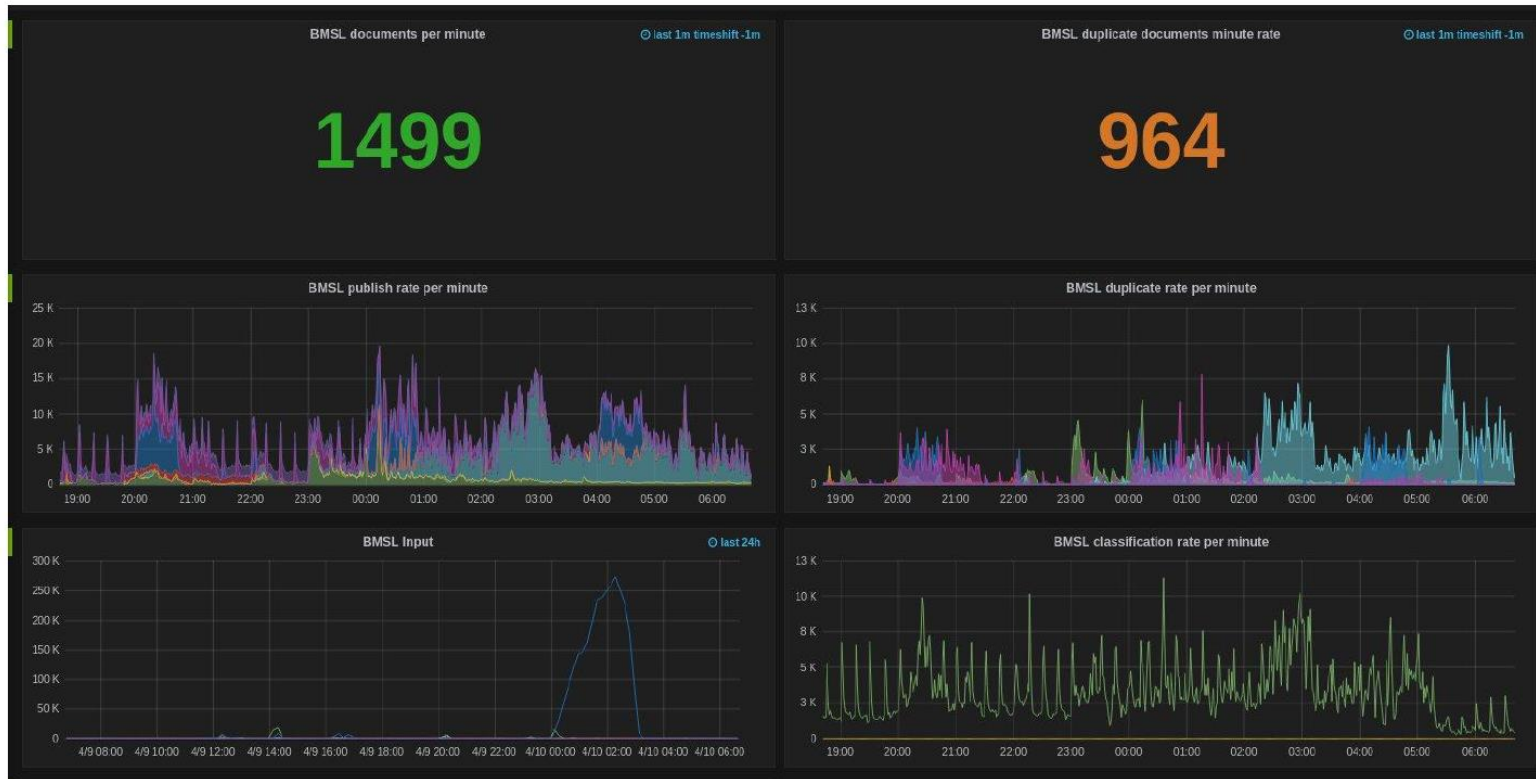 BMSL documents per minute
last 1m timeshift -1m
1499
BMSL duplicate documents minute rate
last 1m timeshift -1m
964
BMSL publish rate per minute
25 K
20 K
15 K
10 K
5 K
0
19:00 20:00 21:00 22:00 23:00 00:00 01:00 02:00 03:00 04:00 05:00 06:00
BMSL duplicate rate per minute
13 K
10 K
8 K
5 K
3 K
0
19:00 20:00 21:00 22:00 23:00 00:00 01:00 02:00 03:00 04:00 05:00 06:00
BMSL Input
last 24h
300 K
250 K
200 K
150 K
100 K
50 K
0
4/9 08:00 4/9 10:00 4/9 12:00 4/9 14:00 4/9 16:00 4/9 18:00 4/9 20:00 4/9 22:00 4/10 00:00 4/10 02:00 4/10 04:00 4/10 06:00
BMSL classification rate per minute
13 K
10 K
8 K
5 K
3 K
0
19:00 20:00 21:00 22:00 23:00 00:00 01:00 02:00 03:00 04:00 05:00 06:00